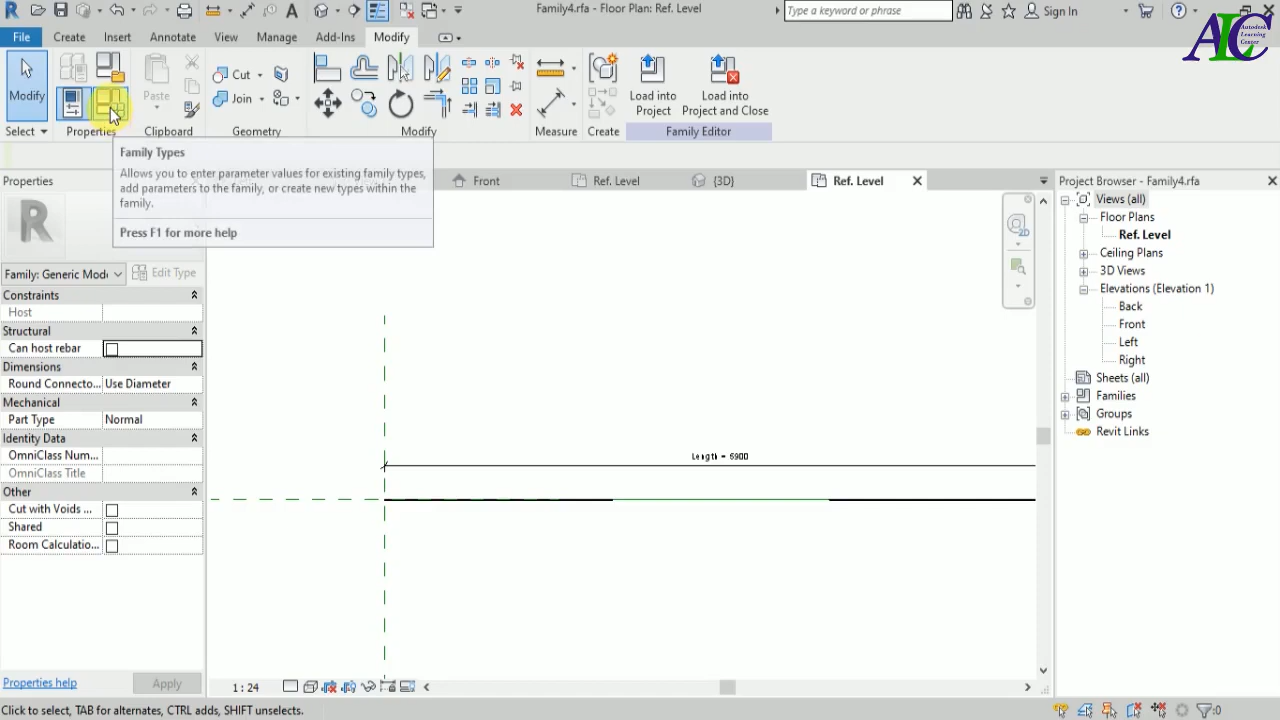 Family4.rfa - Floor Plan: Ref. Level
Type a keyword or phrase
Sign In
ALC
Autodesk
Learning
Center
File
Create
Insert
Annotate
View
Manage
Add-Ins
Modify
Modify
Select
Properties
Paste
Clipboard
Cut
Join
Geometry
Modify
Measure
Create
Load into
Project
Load into
Project and Close
Family Editor
Family Types
Allows you to enter parameter values for existing family types,
add parameters to the family, or create new types within the
family.
Press F1 for more help
Properties
Front
Ref. Level
{3D}
Ref. Level
Project Browser - Family4.rfa
R
Family: Generic Mode
Edit Type
Constraints
Host
Structural
Can host rebar
Dimensions
Round Connecto... Use Diameter
Mechanical
Part Type Normal
Identity Data
OmniClass Num...
OmniClass Title
Other
Cut with Voids ...
Shared
Room Calculatio...
Properties help
Apply
2D
Length = 6900
Views (all)
Floor Plans
Ref. Level
Ceiling Plans
3D Views
Elevations (Elevation 1)
Back
Front
Left
Right
Sheets (all)
Families
Groups
Revit Links
1 : 24
Click to select, TAB for alternates, CTRL adds, SHIFT unselects.
:0